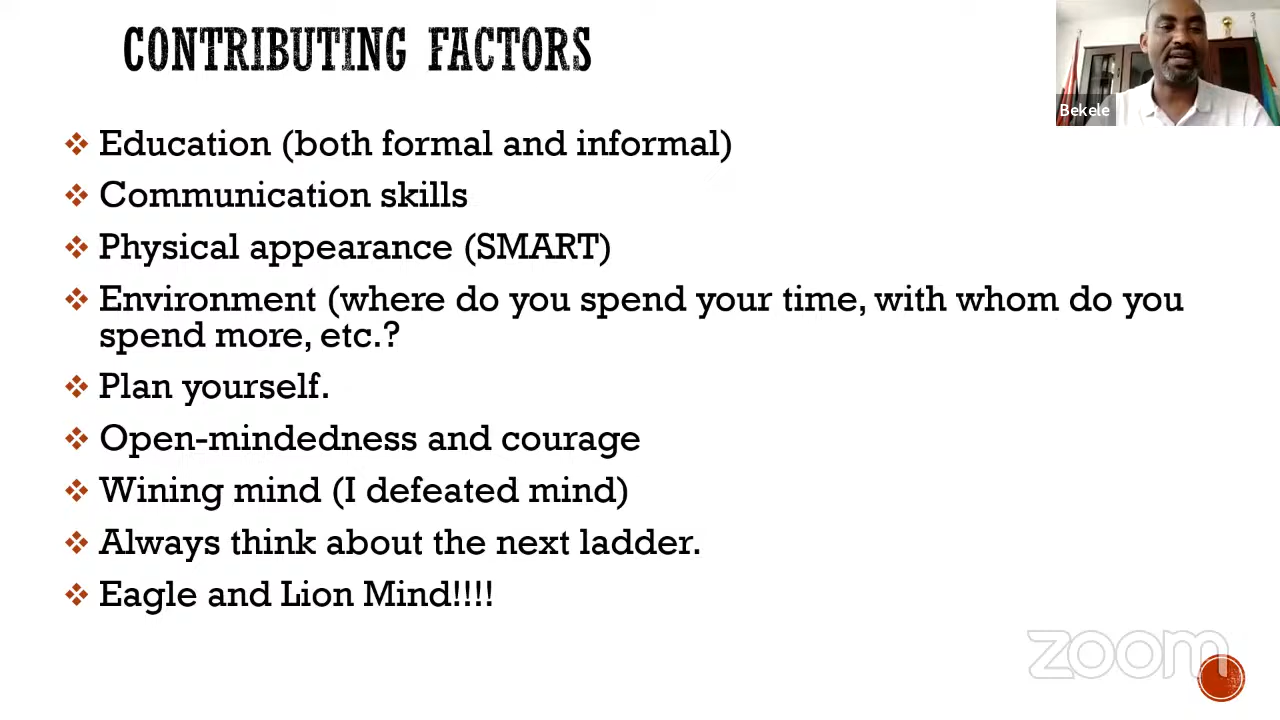 CONTRIBUTING FACTORS
Bekele
Education (both formal and informal)
Communication skills
Physical appearance (SMART)
Environment (where do you spend your time, with whom do you
spend more, etc.?
Plan yourself.
Open-mindedness and courage
Wining mind (I defeated mind)
Always think about the next ladder.
Eagle and Lion Mind!!!!
zoom